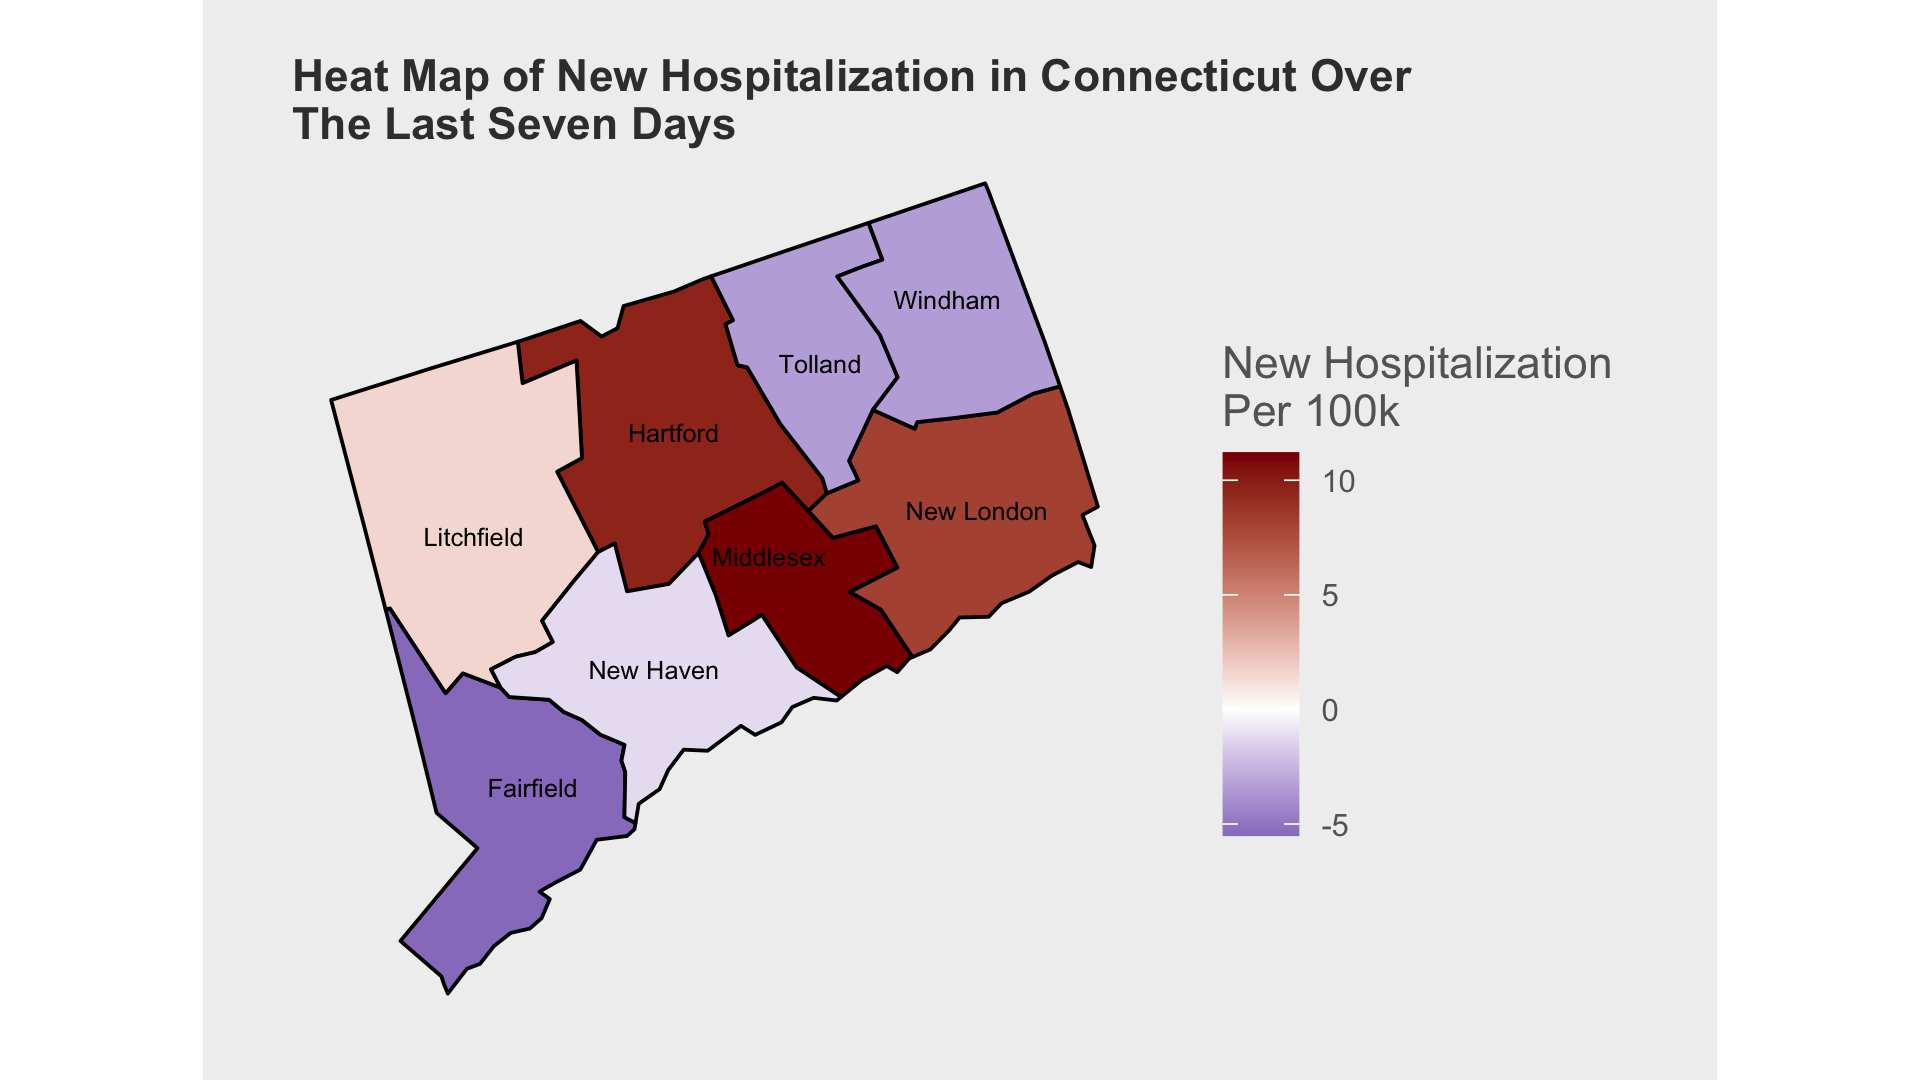 Heat Map of New Hospitalization in Connecticut Over
The Last Seven Days
Windham
Tolland
Hartford
New London
Litchfield
Middlesex
New Haven
Fairfield
New Hospitalization
Per 100k
10
5
0
-5